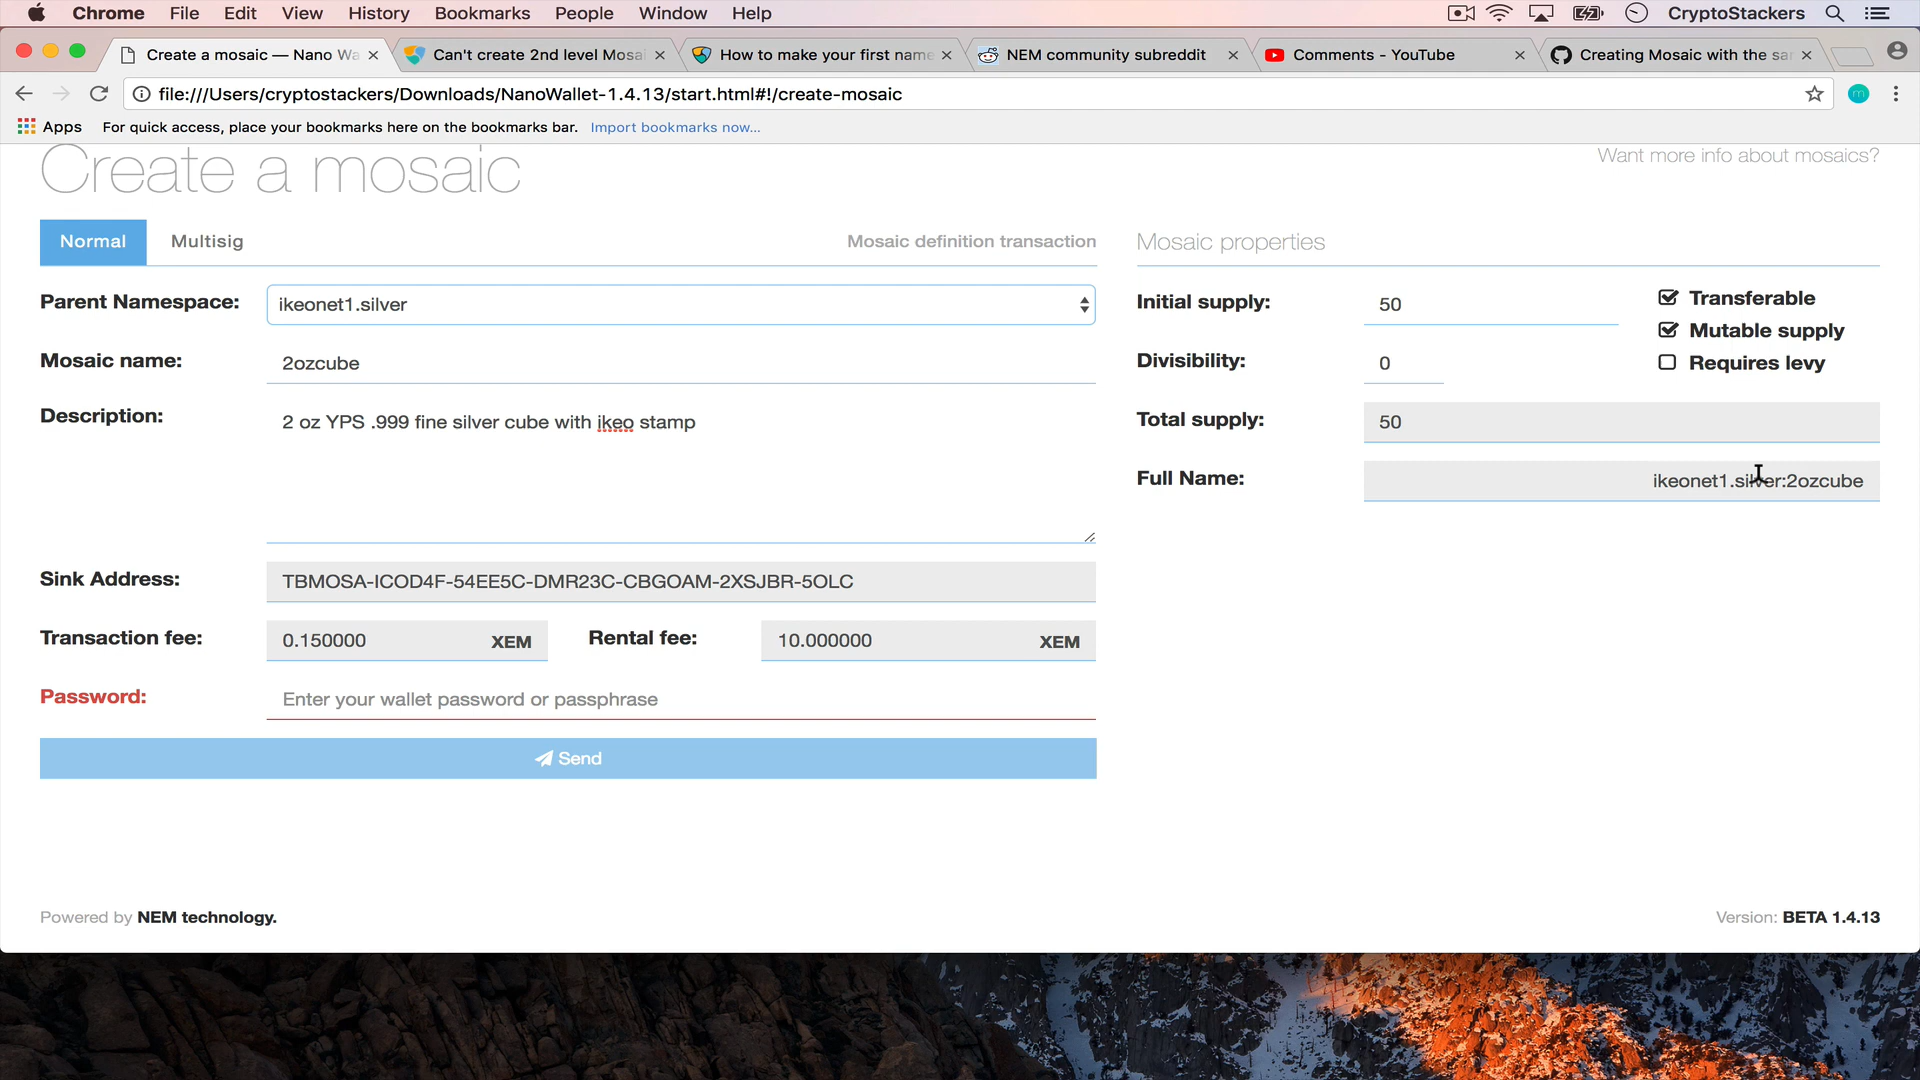 Chrome File Edit View History Bookmarks People Window Help CryptoStackers
Create a mosaic — Nano Wa Can't create 2nd level Mosai How to make your first name NEM community subreddit Comments - YouTube Creating Mosaic with the sar
file:///Users/cryptostackers/Downloads/NanoWallet-1.4.13/start.html#!/create-mosaic m
Apps For quick access, place your bookmarks here on the bookmarks bar. Import bookmarks now...
Create a mosaic Want more info about mosaics?
Normal Multisig Mosaic definition transaction Mosaic properties
Parent Namespace: ikeonet1.silver Initial supply: 50 Transferable
Mutable supply
Mosaic name: 2ozcube Divisibility: 0 Requires levy
Description: 2 oz YPS .999 fine silver cube with ikeo stamp Total supply: 50
Full Name: ikeonet1.silver:2ozcube
Sink Address: TBMOSA-ICOD4F-54EE5C-DMR23C-CBGOAM-2XSJBR-5OLC
Transaction fee: 0.150000 XEM Rental fee: 10.000000 XEM
Password: Enter your wallet password or passphrase
Send
Powered by NEM technology. Version: BETA 1.4.13